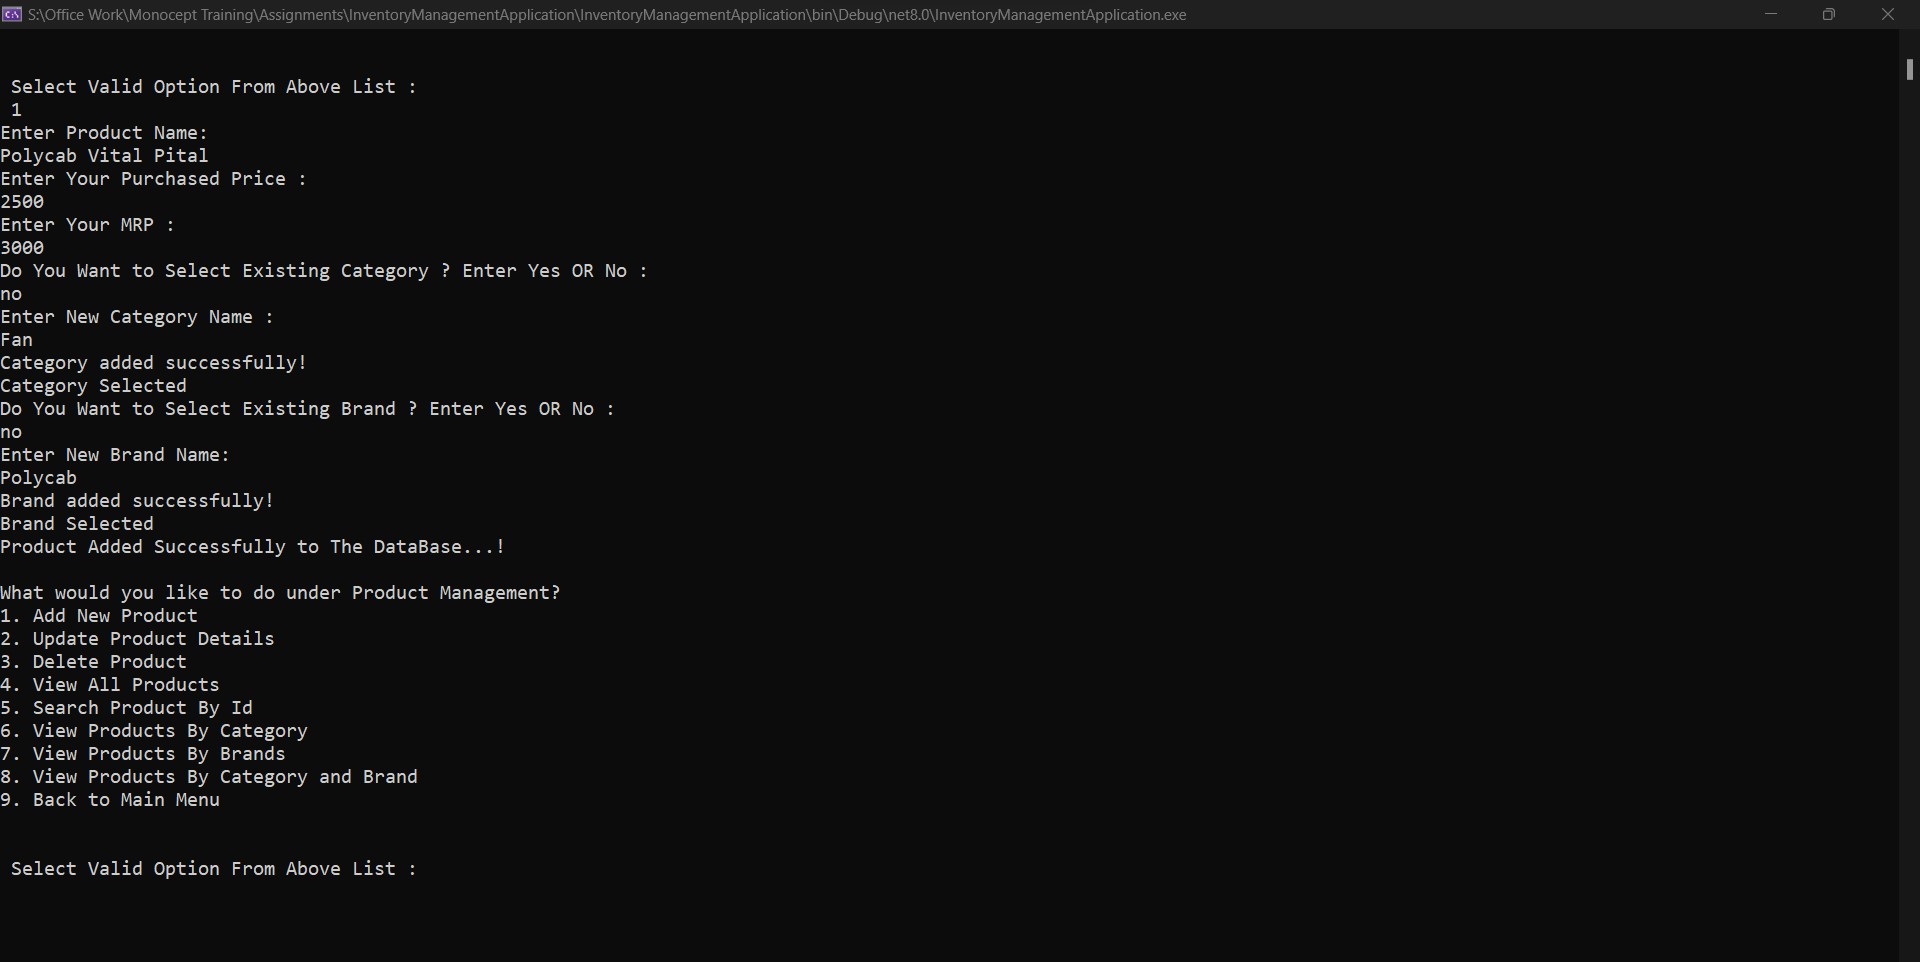 S:\Office Work\Monocept Training\Assignments\InventoryManagementApplication\InventoryManagementApplication\bin\Debug\net8.0\InventoryManagementApplication.exe
Select Valid Option From Above List :
1
Enter Product Name:
Polycab Vital Pital
Enter Your Purchased Price :
2500
Enter Your MRP :
3000
Do You Want to Select Existing Category ? Enter Yes OR No :
no
Enter New Category Name :
Fan
Category added successfully!
Category Selected
Do You Want to Select Existing Brand ? Enter Yes OR No :
no
Enter New Brand Name:
Polycab
Brand added successfully!
Brand Selected
Product Added Successfully to The DataBase...!
What would you like to do under Product Management?
1. Add New Product
2. Update Product Details
3. Delete Product
4. View All Products
5. Search Product By Id
6. View Products By Category
7. View Products By Brands
8. View Products By Category and Brand
9. Back to Main Menu
Select Valid Option From Above List :